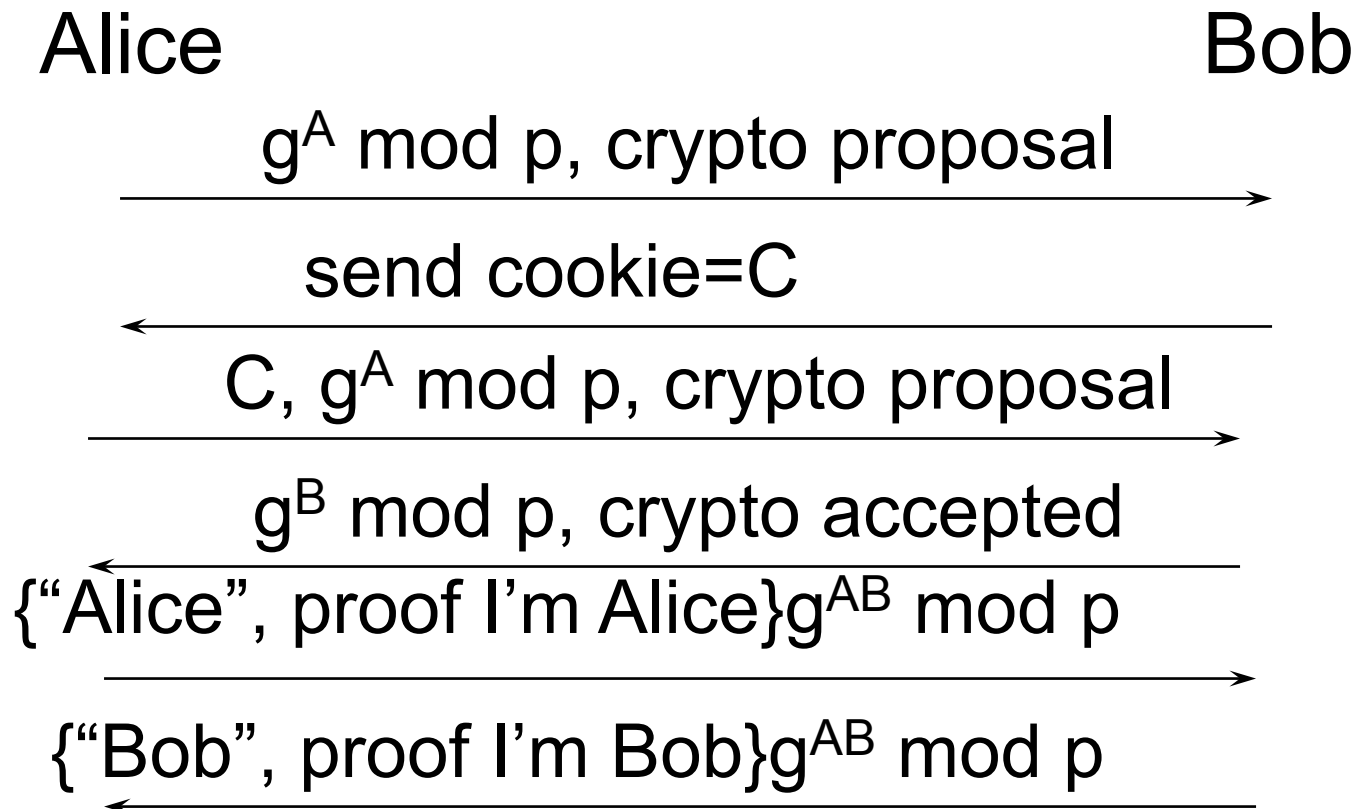 Alice Bob
g^A mod p, crypto proposal
send cookie=C
C, g^A mod p, crypto proposal
g^B mod p, crypto accepted
{“Alice”, proof I’m Alice}g^AB mod p
{“Bob”, proof I’m Bob}g^AB mod p